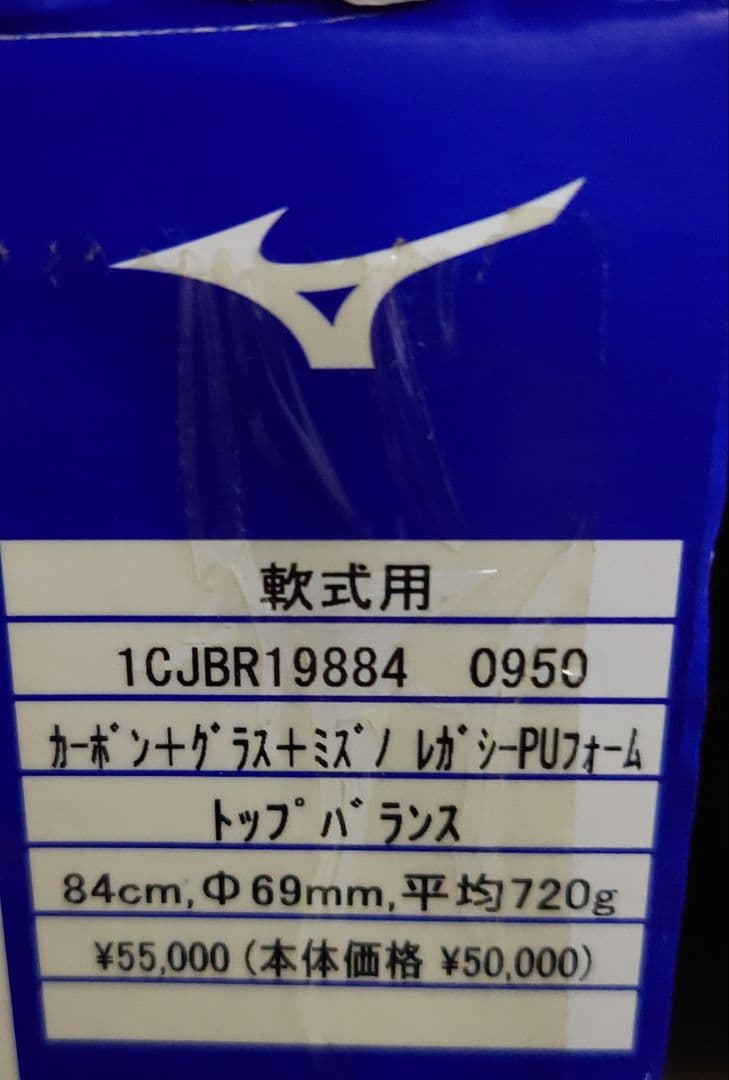 軟式用
1CJBR19884 0950
ｶｰﾎﾞﾝ＋ｸﾞﾗｽ＋ﾐｽﾞﾉ ﾚｶﾞｼｰPUﾌｫｰﾑ
ﾄｯﾌﾟﾊﾞﾗﾝｽ
84cm,Φ69mm,平均720g
¥55,000（本体価格 ¥50,000）